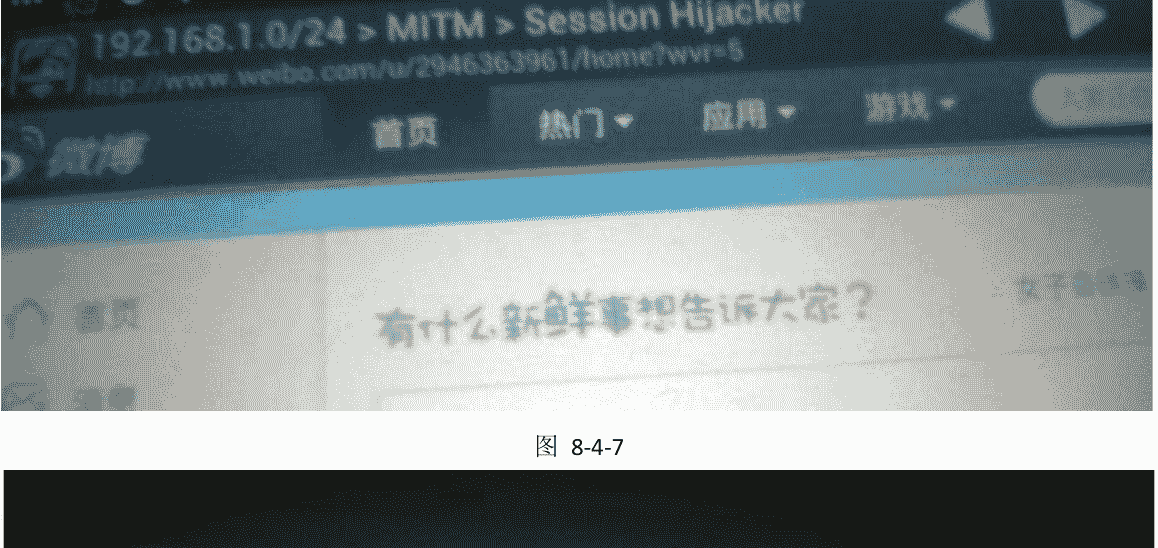 192.168.1.0/24 > MITM > Session Hijacker
http://www.weibo.com/u/2946363961/home?wvr=5
微博 首页 热门 应用 游戏
首页 有什么新鲜事想告诉大家?
图 8-4-7